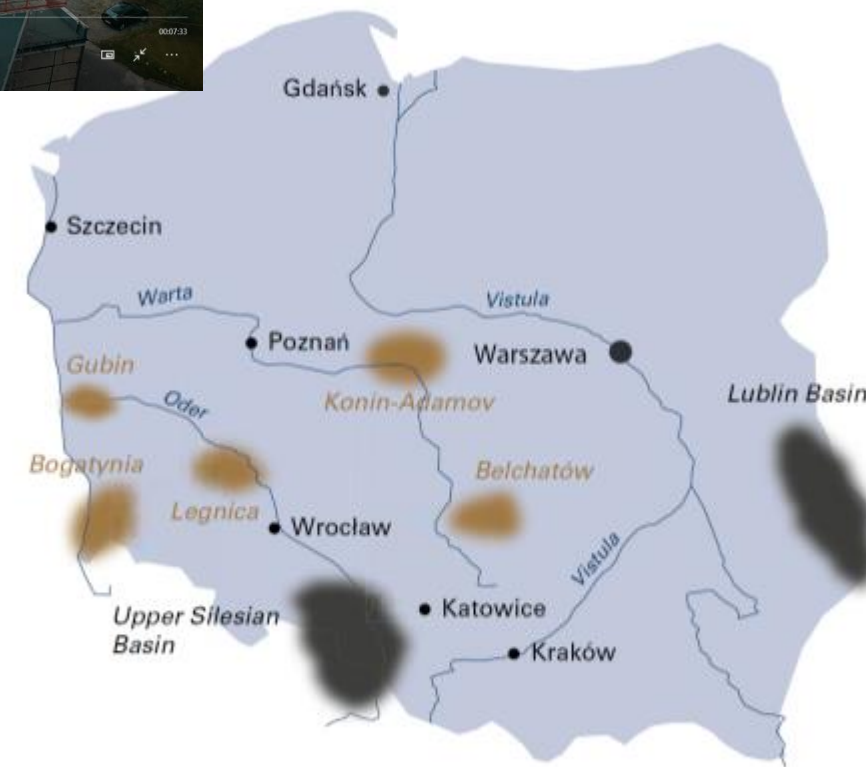 00:07:33
Gdańsk
Szczecin
Warta
Vistula
Poznań
Warszawa
Gubin
Konin-Adamov
Lublin Basin
Oder
Bogatynia
Belchatów
Legnica
Wrocław
Vistula
Upper Silesian
Basin
Katowice
Kraków